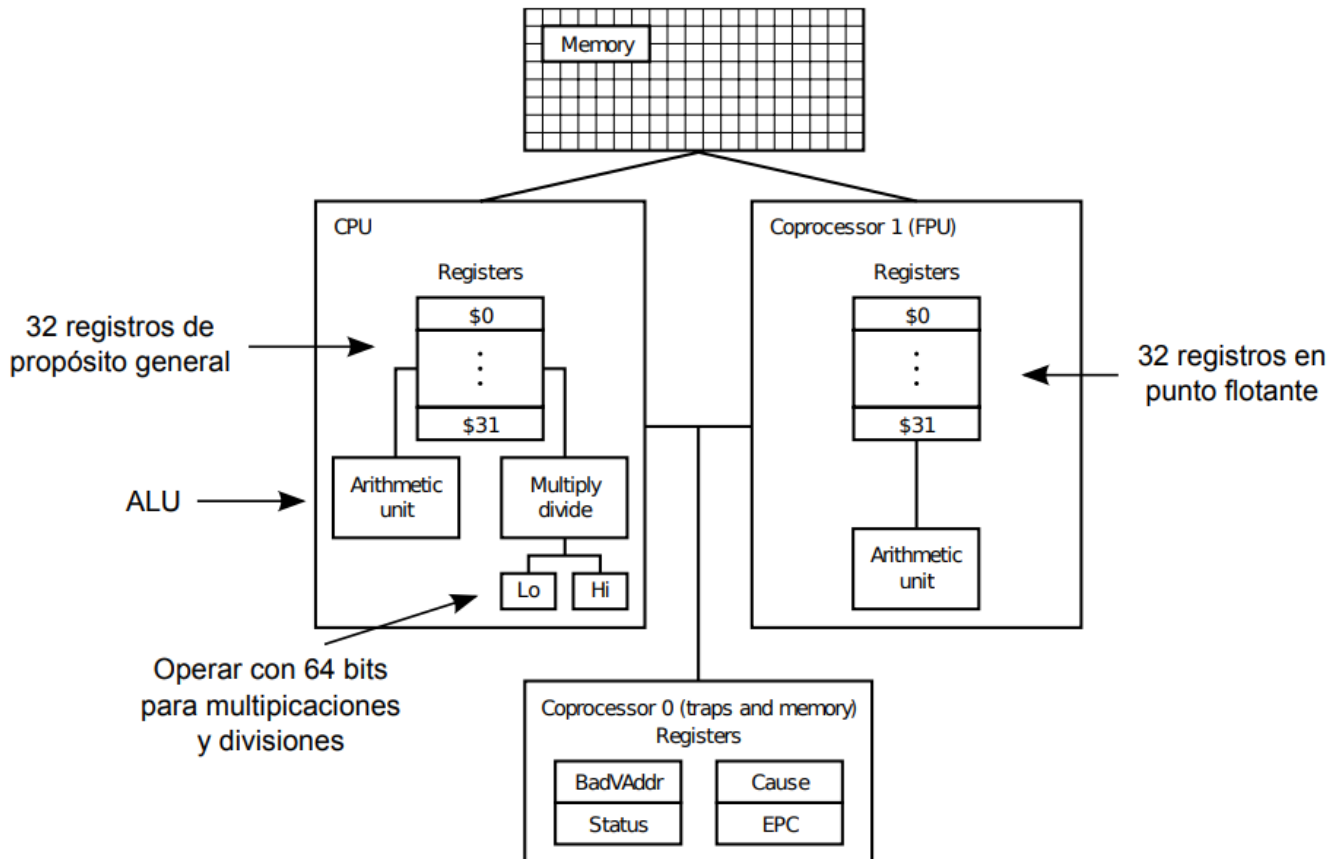 Memory
CPU
Registers
$0
$31
Arithmetic
unit
Multiply
divide
Lo
Hi
Coprocessor 1 (FPU)
Registers
$0
$31
Arithmetic
unit
32 registros de
propósito general
ALU
Operar con 64 bits
para multipicaciones
y divisiones
32 registros en
punto flotante
Coprocessor 0 (traps and memory)
Registers
BadVAddr
Status
Cause
EPC